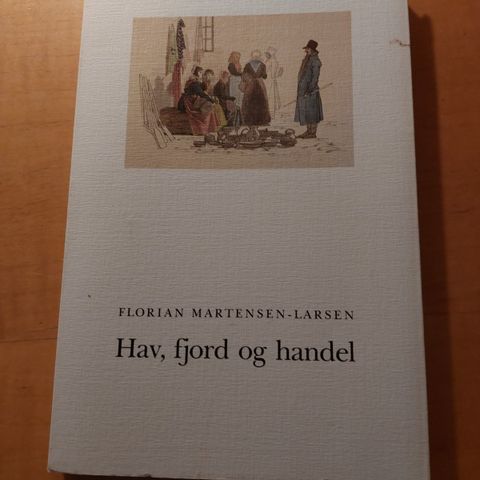 FLORIAN MARTENSEN-LARSEN
Hav, fjord og handel